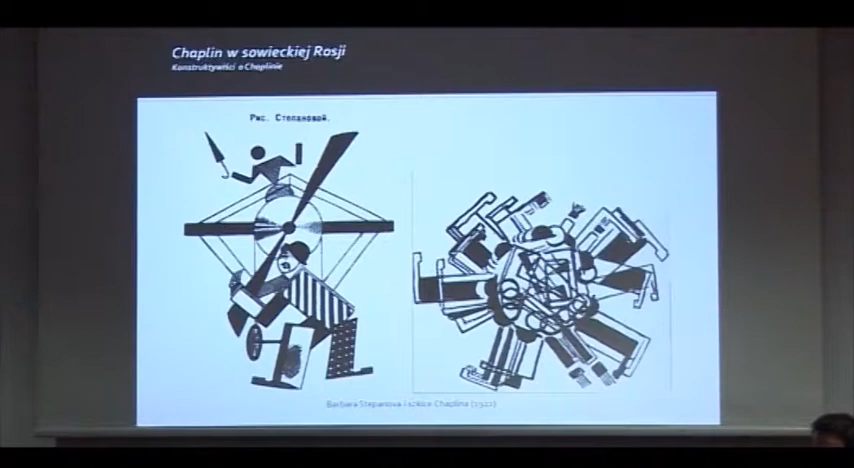 Chaplin w sowieckiej Rosji
Konstruktywiści o Chaplinie
Рис. Степановой.
Barbara Stepanova i szkice Chaplina (1922)